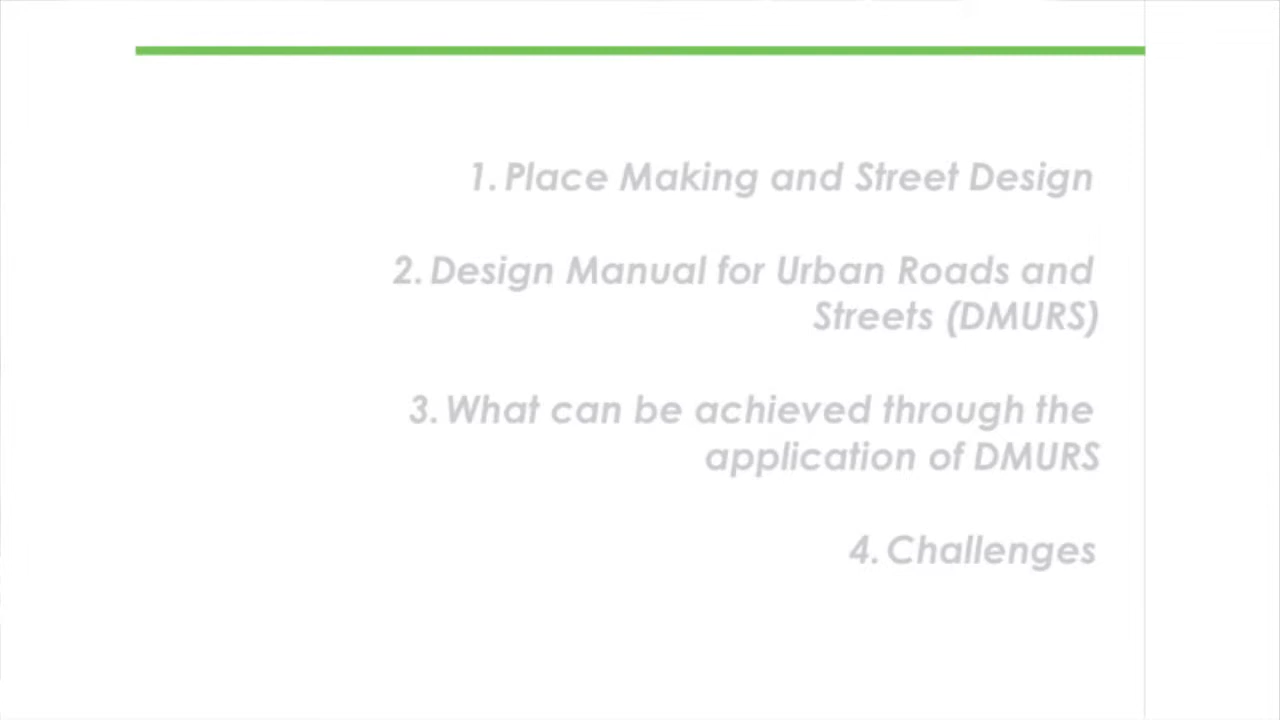 1. Place Making and Street Design
2. Design Manual for Urban Roads and
Streets (DMURS)
3. What can be achieved through the
application of DMURS
4. Challenges